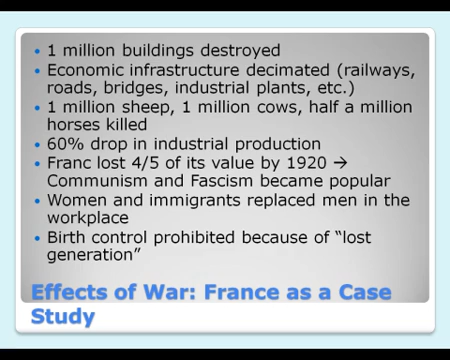 • 1 million buildings destroyed
• Economic infrastructure decimated (railways,
roads, bridges, industrial plants, etc.)
• 1 million sheep, 1 million cows, half a million
horses killed
• 60% drop in industrial production
• Franc lost 4/5 of its value by 1920 →
Communism and Fascism became popular
• Women and immigrants replaced men in the
workplace
• Birth control prohibited because of “lost
generation”
Effects of War: France as a Case
Study